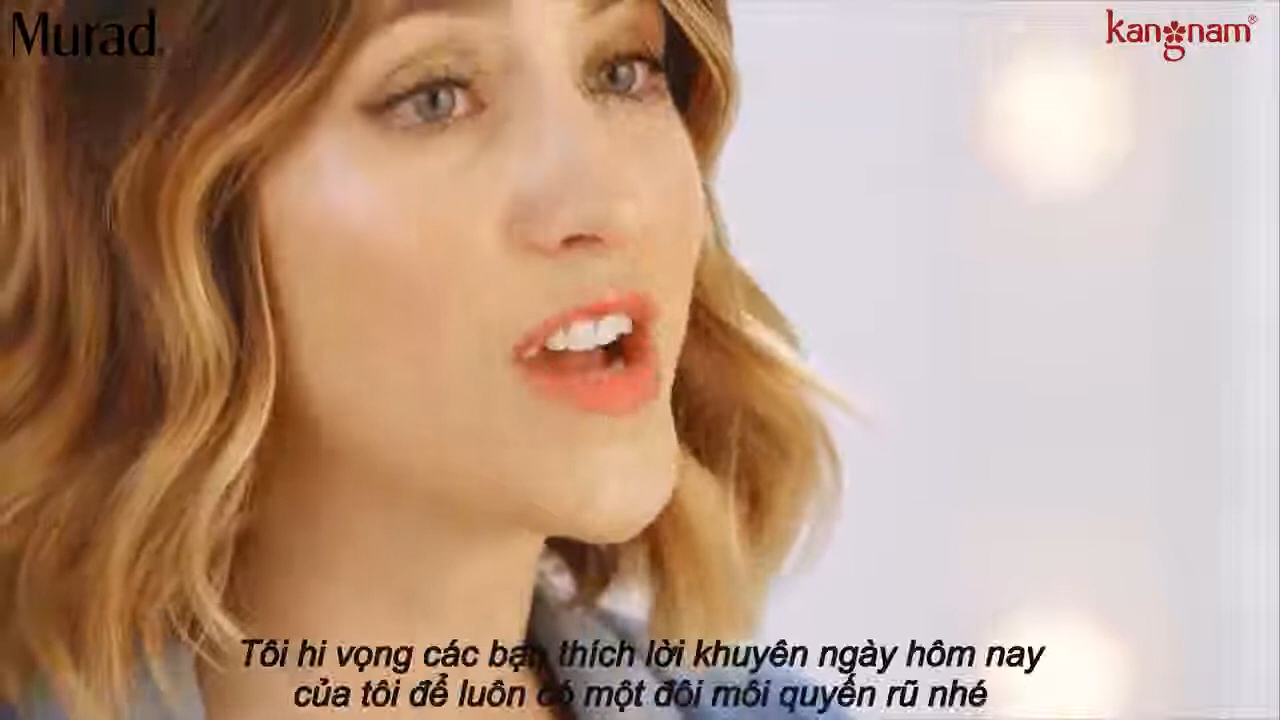 Murad.
kangnam®
Tôi hi vọng các bạn thích lời khuyên ngày hôm nay
của tôi để luôn có một đôi môi quyến rũ nhé